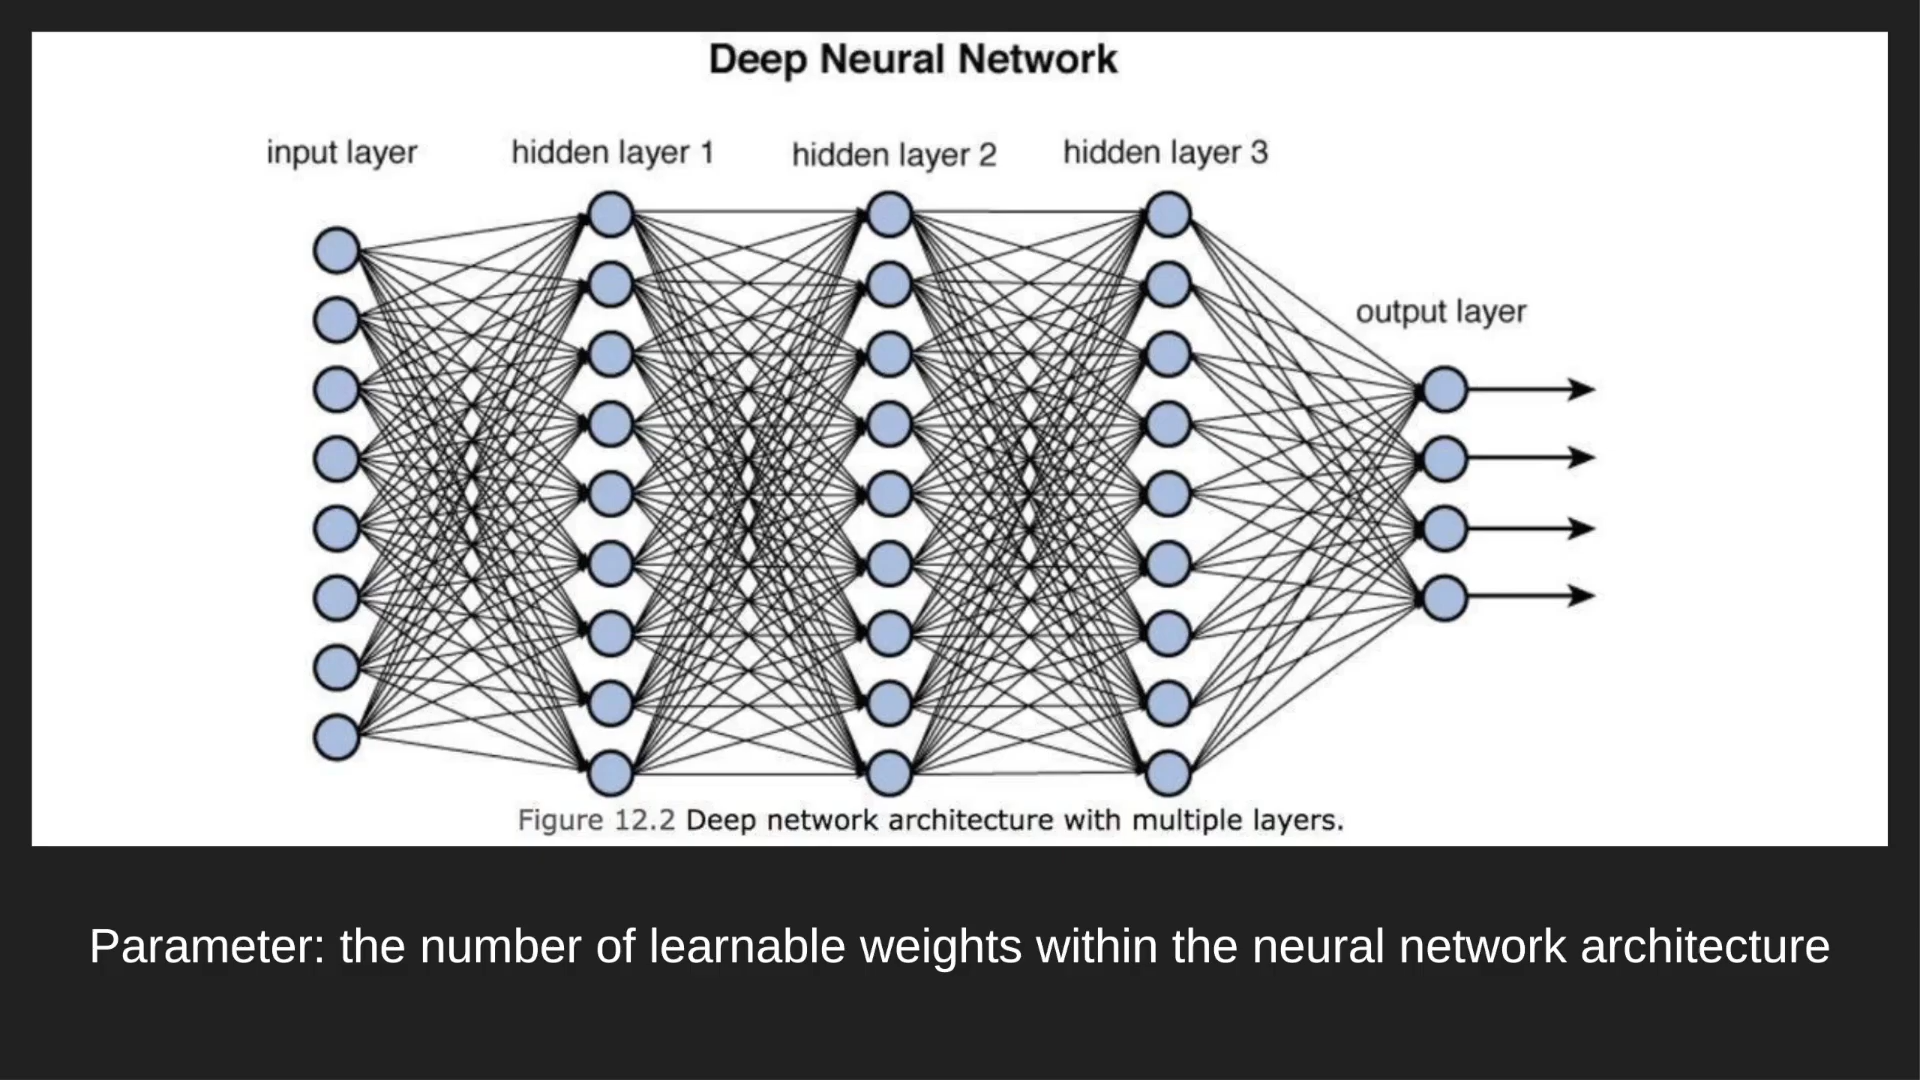 Deep Neural Network
input layer
hidden layer 1
hidden layer 2
hidden layer 3
output layer
Figure 12.2 Deep network architecture with multiple layers.
Parameter: the number of learnable weights within the neural network architecture